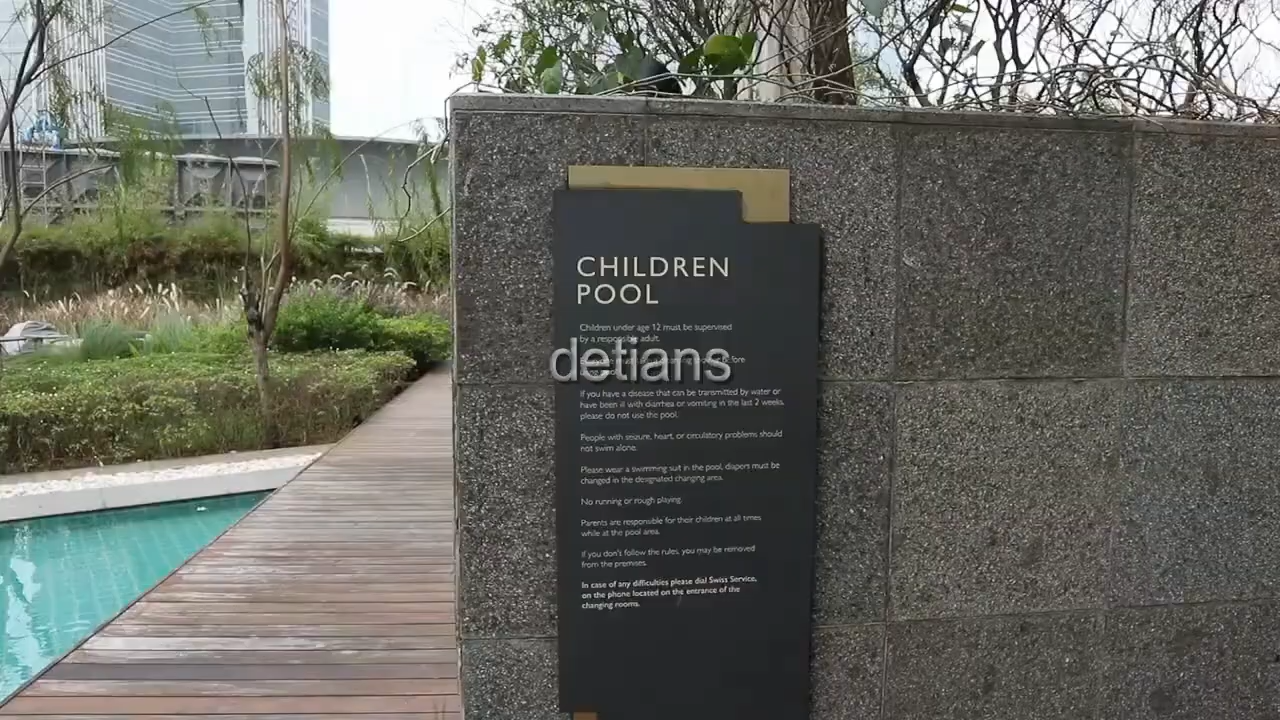 CHILDREN
POOL
Children under age 12 must be supervised
by a responsible adult.
detians
If you have a disease that can be transmitted by water or
have been ill with diarrhea or vomiting in the last 2 weeks,
please do not use the pool.
People with seizure, heart, or circulatory problems should
not swim alone.
Please wear a swimming suit in the pool, diapers must be
changed in the designated changing area.
No running or rough playing.
Parents are responsible for their children at all times
while at the pool area.
If you don't follow the rules, you may be removed
from the premises.
In case of any difficulties please dial Swiss Service,
on the phone located on the entrance of the
changing rooms.